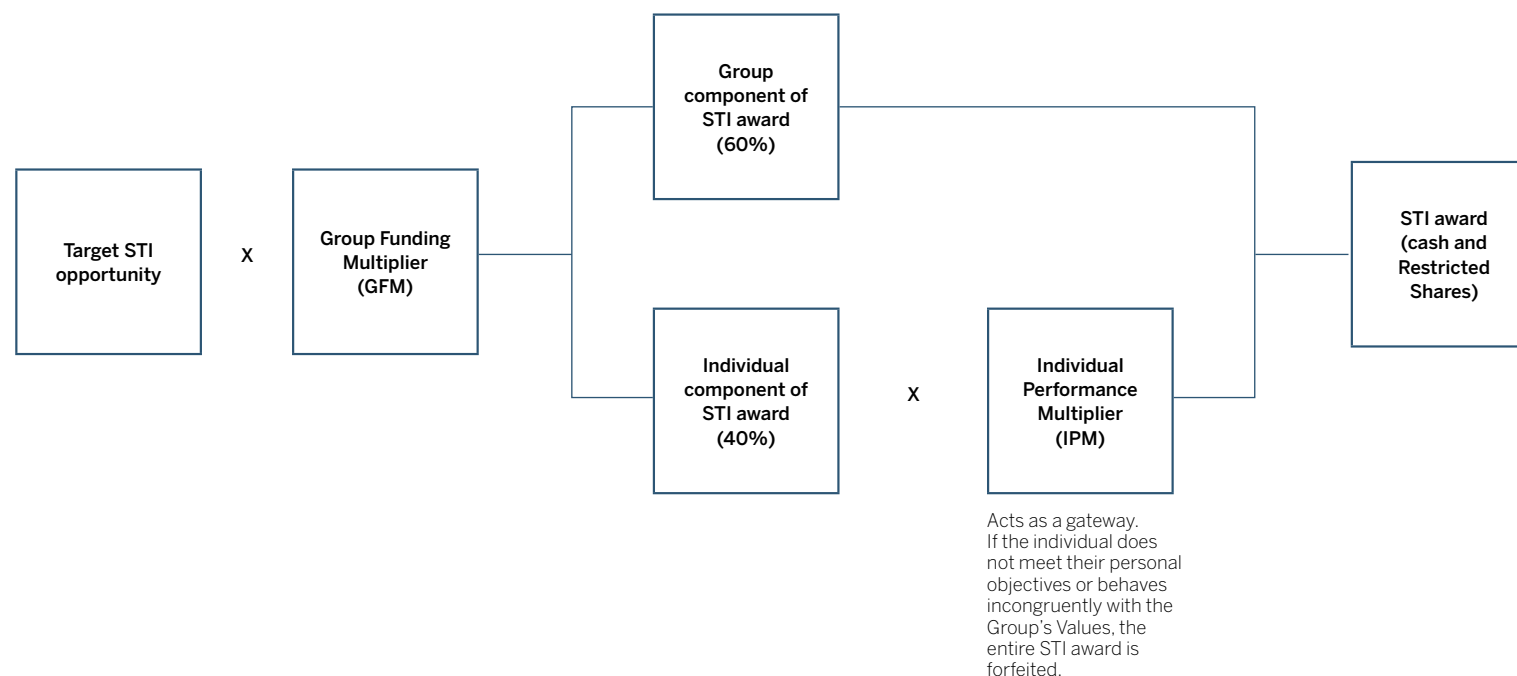 Target STI
opportunity
X
Group Funding
Multiplier
(GFM)
Group
component of
STI award
(60%)
Individual
component of
STI award
(40%)
X
Individual
Performance
Multiplier
(IPM)
Acts as a gateway.
If the individual does
not meet their personal
objectives or behaves
incongruently with the
Group’s Values, the
entire STI award is
forfeited.
STI award
(cash and
Restricted
Shares)